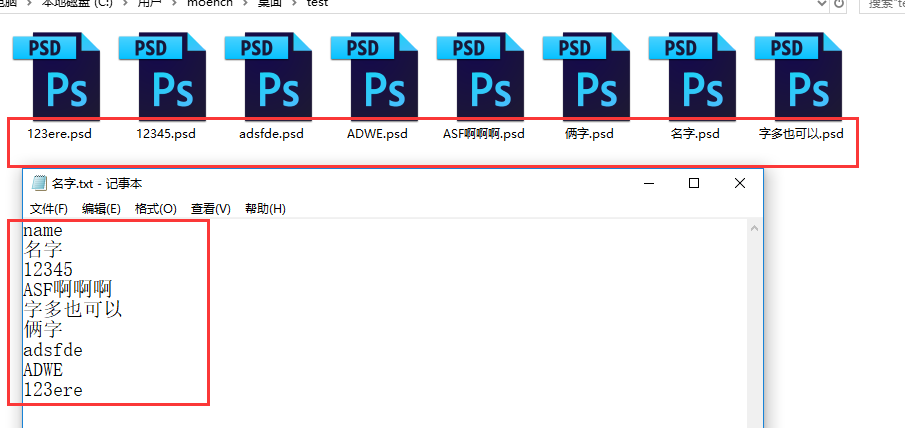 本地磁盘 (C:) › 用户 › moench › 桌面 › test
搜索"te
PSD PSD PSD PSD PSD PSD PSD PSD
Ps Ps Ps Ps Ps Ps Ps Ps
123ere.psd 12345.psd adsfde.psd ADWE.psd ASF啊啊啊.psd 俩字.psd 名字.psd 字多也可以.psd
名字.txt - 记事本
文件(F) 编辑(E) 格式(O) 查看(V) 帮助(H)
name
名字
12345
ASF啊啊啊
字多也可以
俩字
adsfde
ADWE
123ere